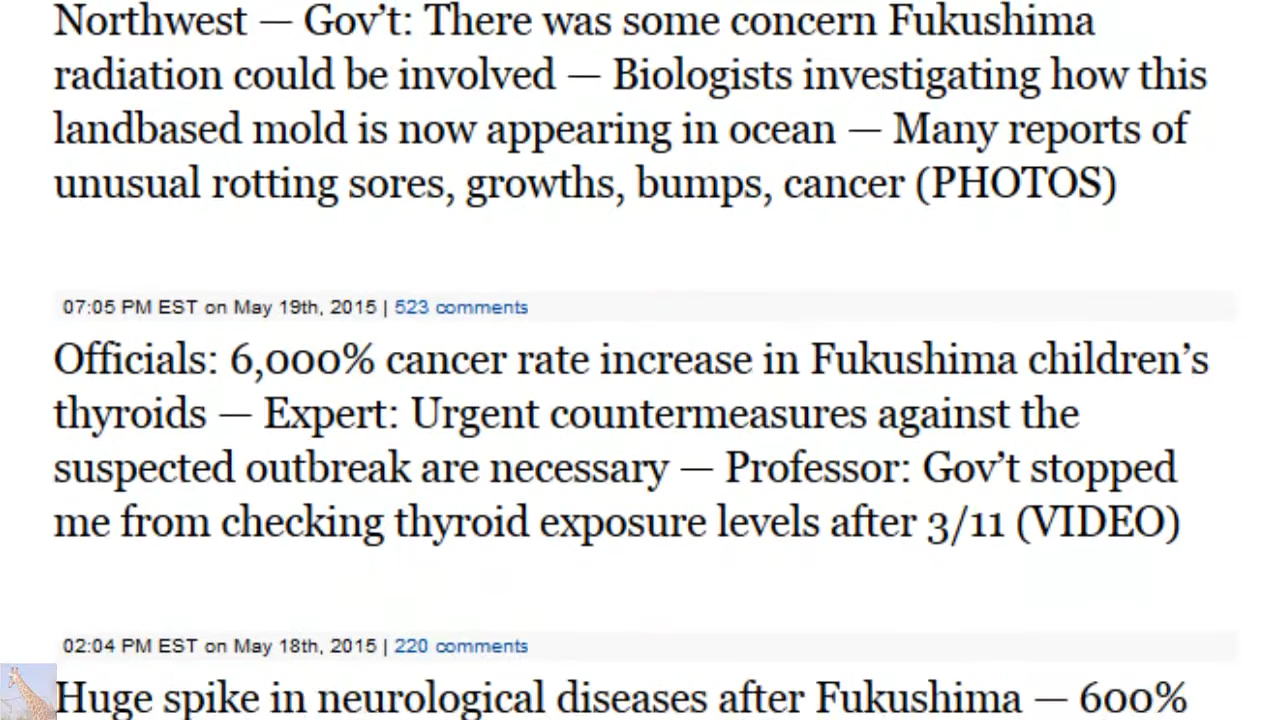 Northwest — Gov’t: There was some concern Fukushima
radiation could be involved — Biologists investigating how this
landbased mold is now appearing in ocean — Many reports of
unusual rotting sores, growths, bumps, cancer (PHOTOS)
07:05 PM EST on May 19th, 2015 | 523 comments
Officials: 6,000% cancer rate increase in Fukushima children’s
thyroids — Expert: Urgent countermeasures against the
suspected outbreak are necessary — Professor: Gov’t stopped
me from checking thyroid exposure levels after 3/11 (VIDEO)
02:04 PM EST on May 18th, 2015 | 220 comments
Huge spike in neurological diseases after Fukushima — 600%